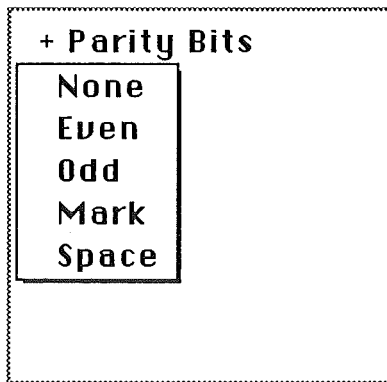 + Parity Bits
None
Even
Odd
Mark
Space